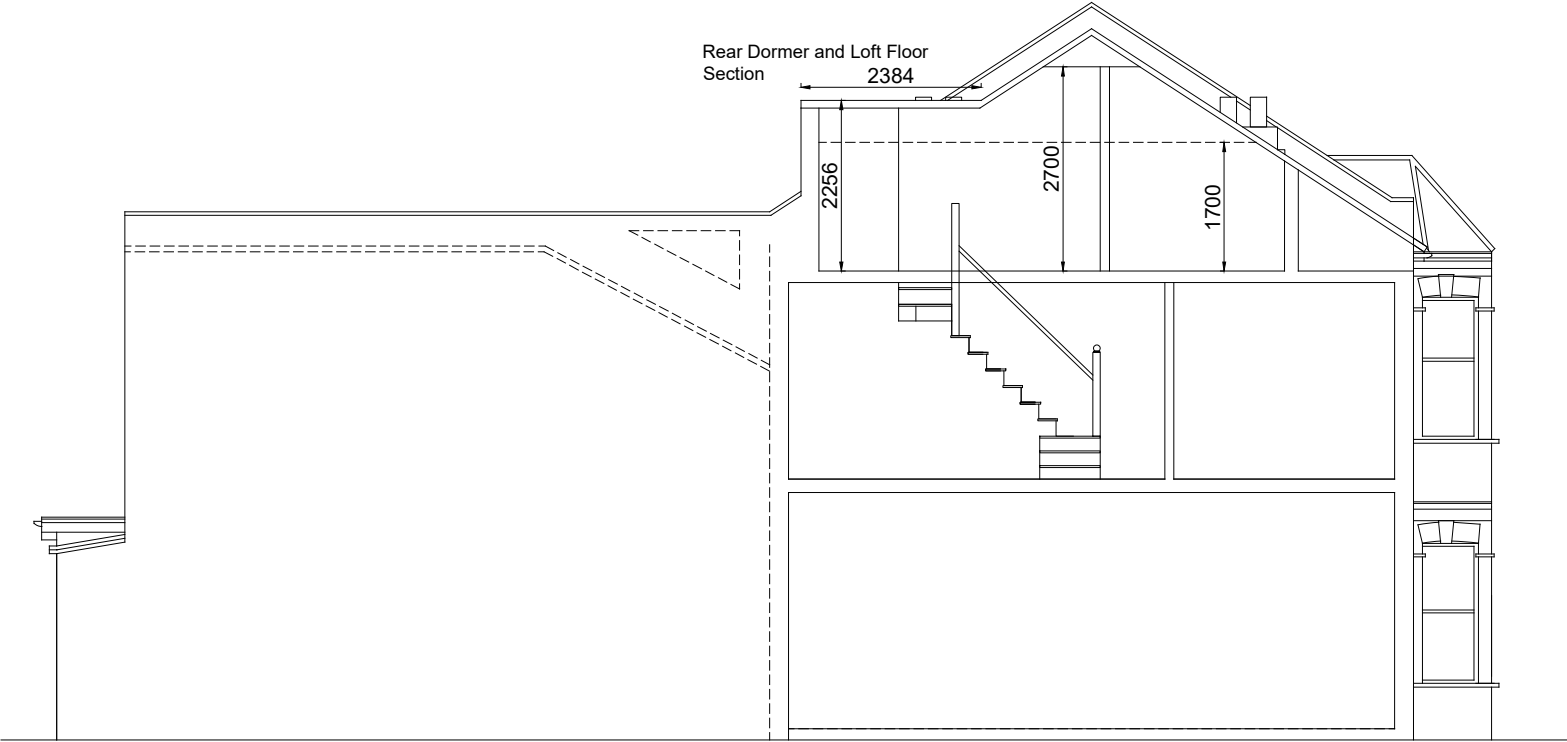 Rear Dormer and Loft Floor
Section
2384
2256
2700
1700